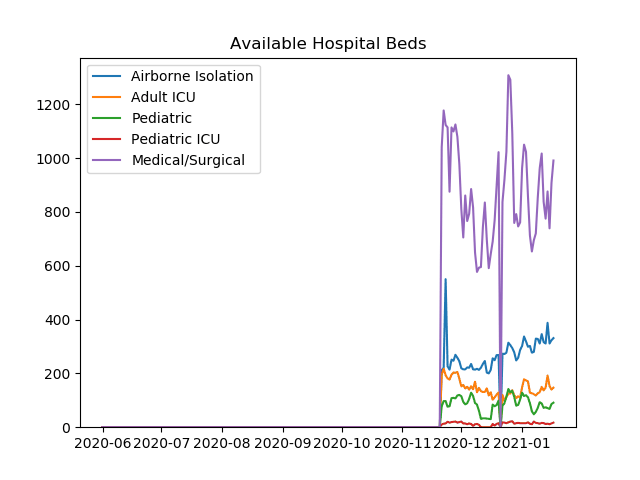 Available Hospital Beds
Airborne Isolation
Adult ICU
Pediatric
Pediatric ICU
Medical/Surgical
1200
1000
800
600
400
200
0
2020-06 2020-07 2020-08 2020-09 2020-10 2020-11 2020-12 2021-01